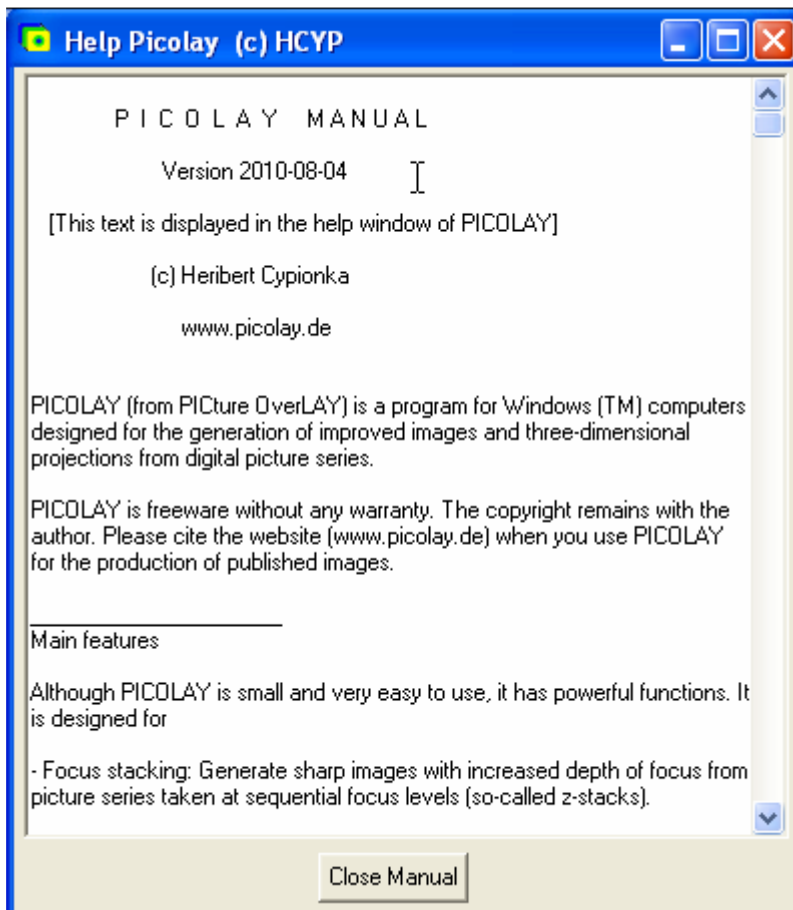 Help Picolay (c) HCYP
P I C O L A Y M A N U A L
Version 2010-08-04
[This text is displayed in the help window of PICOLAY]
(c) Heribert Cypionka
www.picolay.de
PICOLAY (from PICture OverLAY) is a program for Windows (TM) computers
designed for the generation of improved images and three-dimensional
projections from digital picture series.
PICOLAY is freeware without any warranty. The copyright remains with the
author. Please cite the website (www.picolay.de) when you use PICOLAY
for the production of published images.
Main features
Although PICOLAY is small and very easy to use, it has powerful functions. It
is designed for
- Focus stacking: Generate sharp images with increased depth of focus from
picture series taken at sequential focus levels (so-called z-stacks).
Close Manual